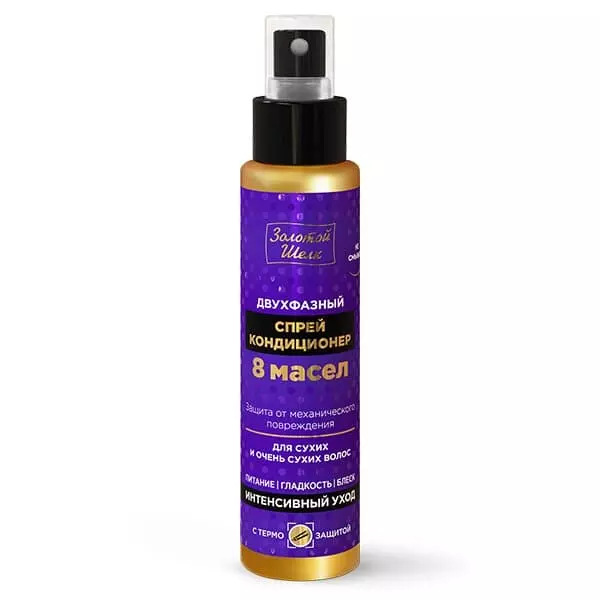 Золотой
Шелк
НЕ
ДВУХФАЗНЫЙ
СПРЕЙ
КОНДИЦИОНЕР
8 масел
Защита от механического
повреждения
ДЛЯ СУХИХ
И ОЧЕНЬ СУХИХ ВОЛОС
ПИТАНИЕ | ГЛАДКОСТЬ | БЛЕСК
ИНТЕНСИВНЫЙ УХОД
С ТЕРМО ЗАЩИТОЙ